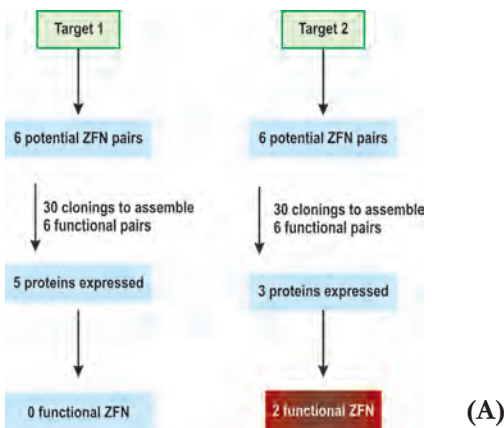 Target 1
Target 2
6 potential ZFN pairs
6 potential ZFN pairs
30 clonings to assemble
6 functional pairs
30 clonings to assemble
6 functional pairs
5 proteins expressed
3 proteins expressed
0 functional ZFN
2 functional ZFN
(A)